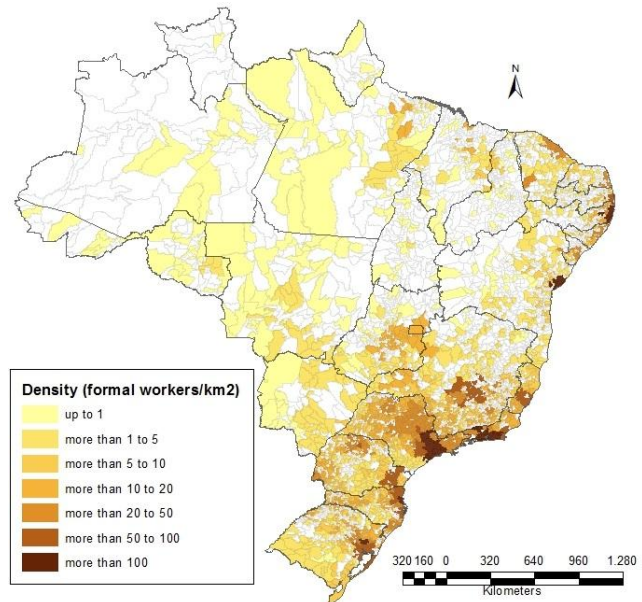 N
Density (formal workers/km2)
up to 1
more than 1 to 5
more than 5 to 10
more than 10 to 20
more than 20 to 50
more than 50 to 100
more than 100
320 160 0 320 640 960 1.280
Kilometers